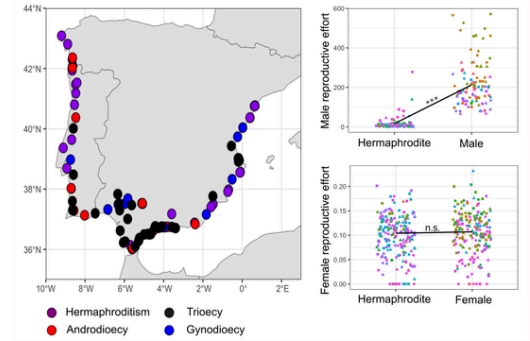 44°N
42°N
40°N
38°N
36°N
10°W 8°W 6°W 4°W 2°W 0° 2°E
Hermaphroditism
Trioecy
Androdioecy
Gynodioecy
Male reproductive effort
600
400
200
0
***
Hermaphrodite Male
Female reproductive effort
0.20
0.15
0.10
0.05
0.00
n.s.
Hermaphrodite Female